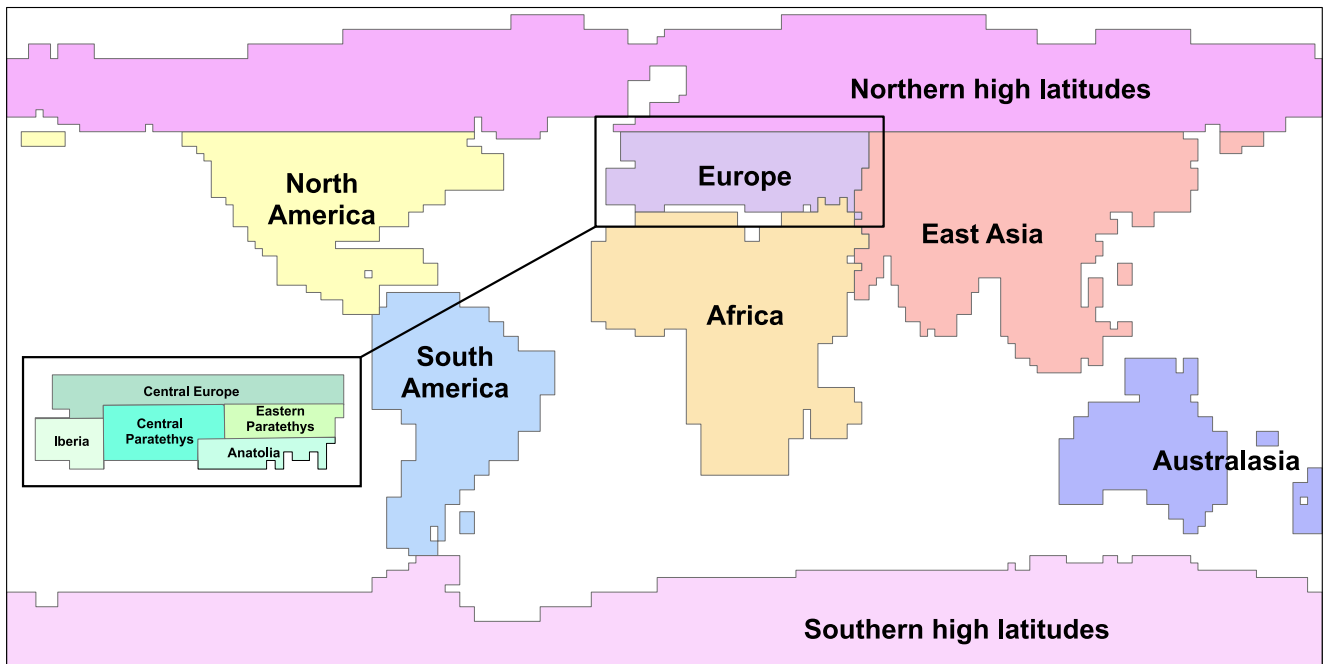 Northern high latitudes
North
America
Europe
East Asia
Africa
South
America
Central Europe
Iberia
Central
Paratethys
Eastern
Paratethys
Anatolia
Australasia
Southern high latitudes